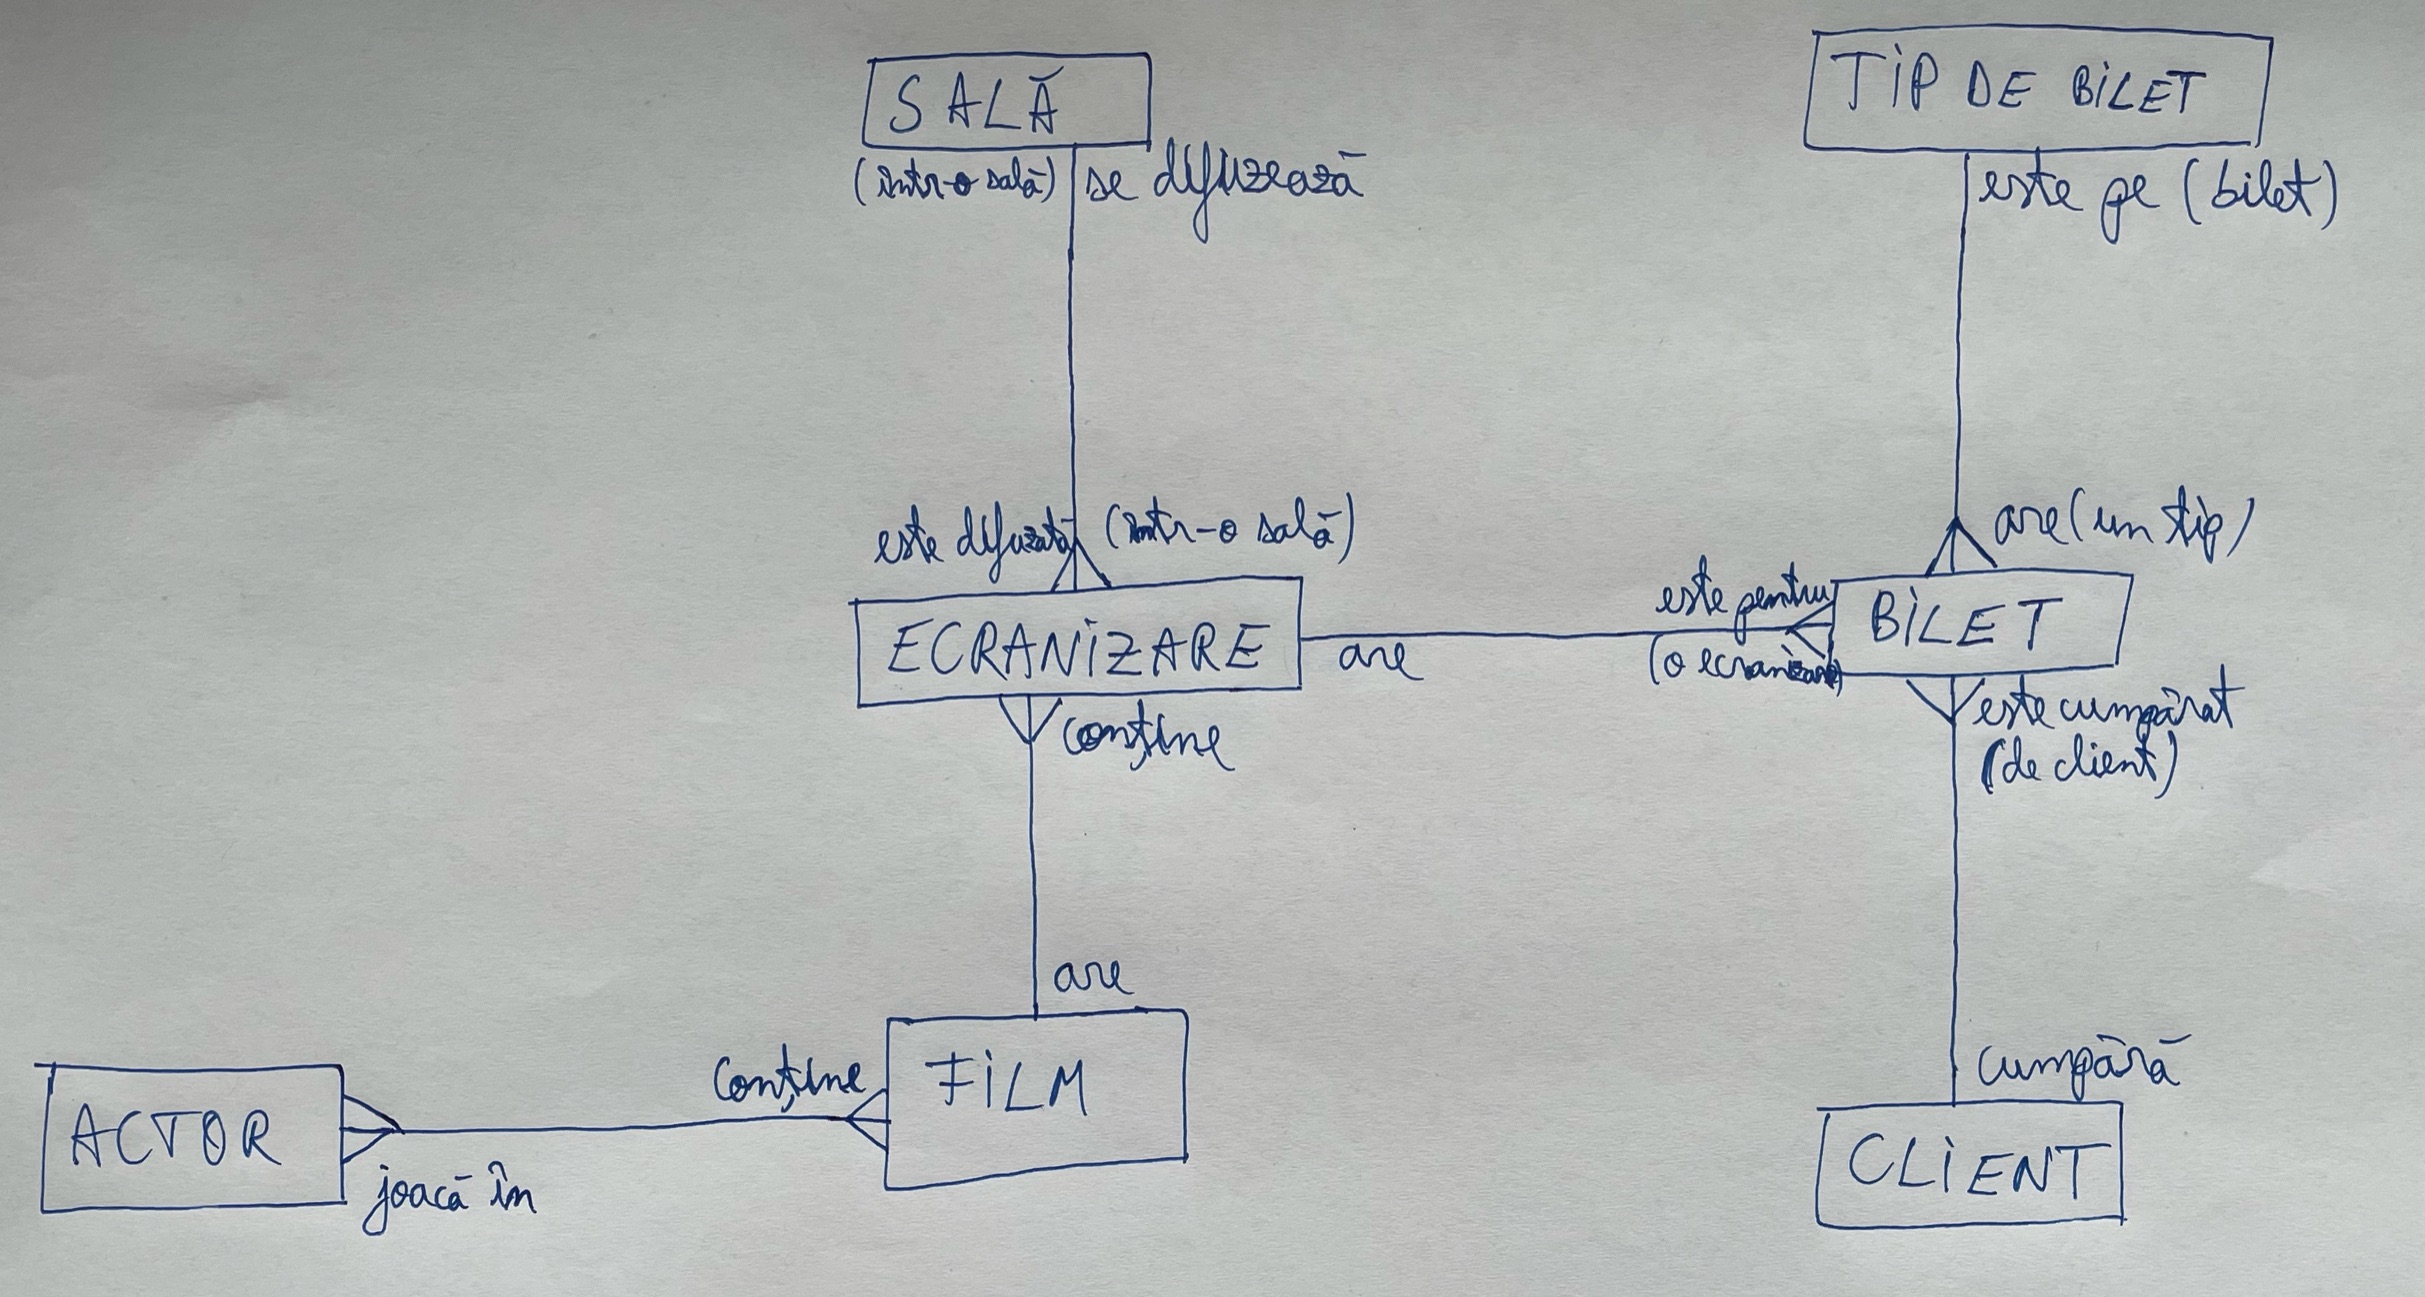 SALĂ
TIP DE BILET
(într-o sală) se difuzează
este pe (bilet)
este difuzată (într-o sală)
are (un tip)
ECRANIZARE
are
este pentru
(o ecranizare)
BILET
conține
este cumpărat
(de client)
are
cumpără
conține
FILM
ACTOR
joacă în
CLIENT